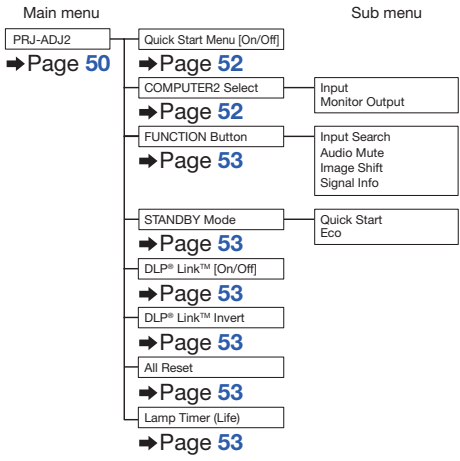 Main menu
Sub menu
PRJ-ADJ2
➡Page 50
Quick Start Menu [On/Off]
➡Page 52
COMPUTER2 Select
➡Page 52
Input
Monitor Output
FUNCTION Button
➡Page 53
Input Search
Audio Mute
Image Shift
Signal Info
STANDBY Mode
➡Page 53
Quick Start
Eco
DLP® Link™ [On/Off]
➡Page 53
DLP® Link™ Invert
➡Page 53
All Reset
➡Page 53
Lamp Timer (Life)
➡Page 53